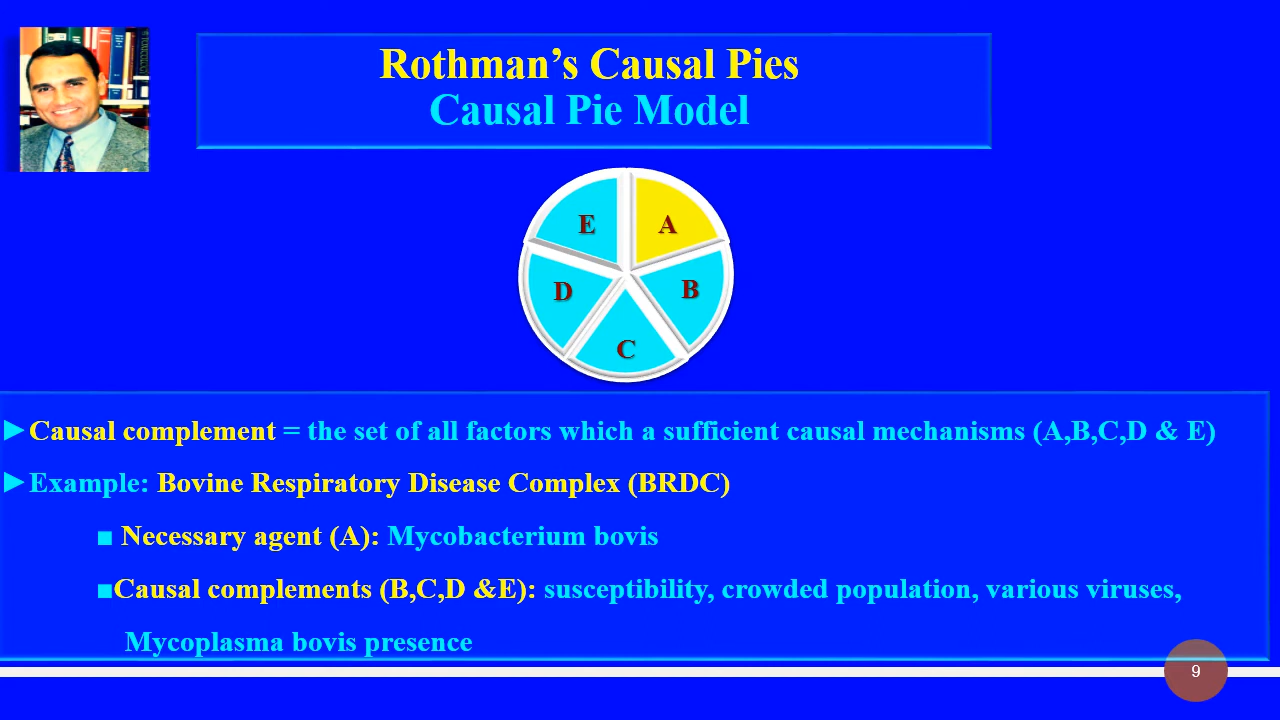 Rothman’s Causal Pies
Causal Pie Model
E
A
D
B
C
►Causal complement = the set of all factors which a sufficient causal mechanisms (A,B,C,D & E)
►Example: Bovine Respiratory Disease Complex (BRDC)
■ Necessary agent (A): Mycobacterium bovis
■Causal complements (B,C,D &E): susceptibility, crowded population, various viruses,
Mycoplasma bovis presence
9